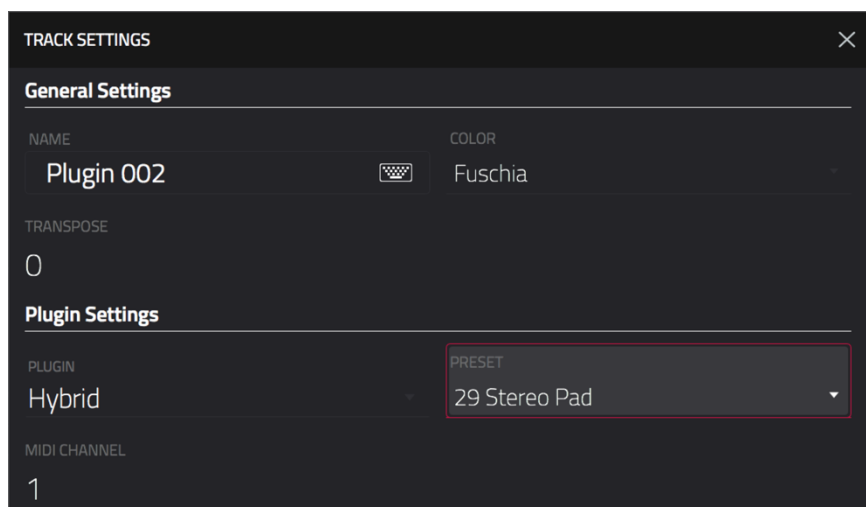 TRACK SETTINGS
General Settings
NAME
COLOR
Plugin 002
Fuschia
TRANSPOSE
0
Plugin Settings
PLUGIN
PRESET
Hybrid
29 Stereo Pad
MIDI CHANNEL
1